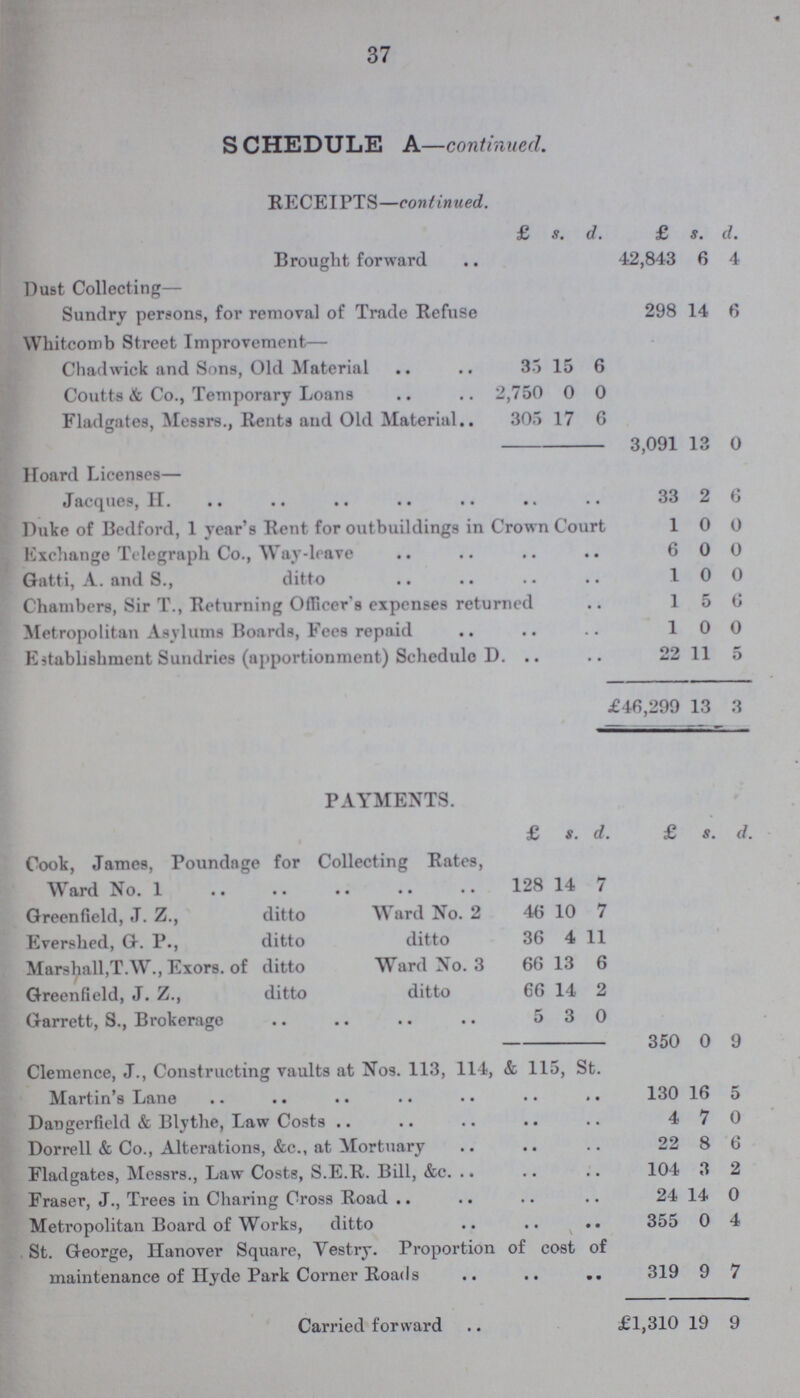 37
SCHEDULE A—continued.
RECEIPTS—continued.
£ s. d. £ s. d.
Brought forward .. 42,843 6 4
Dust Collecting—
Sundry persons, for removal of Trade Refuse 298 14 6
Whitcomb Street Improvement—
Chadwick and Sons, Old Material .. .. 35 15 6
Coutts & Co., Temporary Loans .. .. 2,750 0 0
Fladgates, Messrs., Rents and Old Material.. 305 17 6
3,091 13 0
Hoard Licenses—
Jacques, H. .. .. .. .. .. .. .. 33 2 6
Duke of Bedford, 1 year's Rent for outbuildings in Crown Court 1 0 0
Exchange Telegraph Co., Way-leave .. .. .. .. 6 0 0
Gatti, A. and S., ditto .. .. .. .. 1 0 0
Chambers, Sir T., Returning Officer's expenses returned .. 1 5 6
Metropolitan Asylums Boards, Fees repaid .. .. .. 1 0 0
Establishment Sundries (apportionment) Schedule D. .. .. 22 11 5
£46,299 13 3
PAYMENTS.
£ s. d. £ s. d.
Cook, James, Poundage for Collecting Rates,
Ward No. 1 .. .. .. .. .. 128 14 7
Greenfield, J. Z., ditto Ward No. 2 46 10 7
Evershed, G. P., ditto ditto 36 4 11
Marshall,T.W., Exors. of ditto Ward No. 3 66 13 6
Greenfield, J. Z., ditto ditto 66 14 2
Garrett, S., Brokerage .. .. .. .. 5 3 0
350 0 9
Clemence, J., Constructing vaults at Nos. 113, 114, & 115, St.
Martin's Lane .. .. .. .. .. .. .. 130 16 5
Dangerfield & Blythe, Law Costs .. .. .. .. .. 4 7 0
Dorrell & Co., Alterations, &c., at Mortuary .. .. .. 22 8 6
Fladgates, Messrs., Law Costs, S.E.R. Bill, &c. .. .. .. 104 3 2
Fraser, J., Trees in Charing Cross Road .. .. .. .. 24 14 0
Metropolitan Board of Works, ditto .. .. .. 355 0 4
St. George, Hanover Square, Vestry. Proportion of cost of
maintenance of Hyde Park Corner Roads .. .. .. 319 9 7
Carried forward .. £1,310 19 9